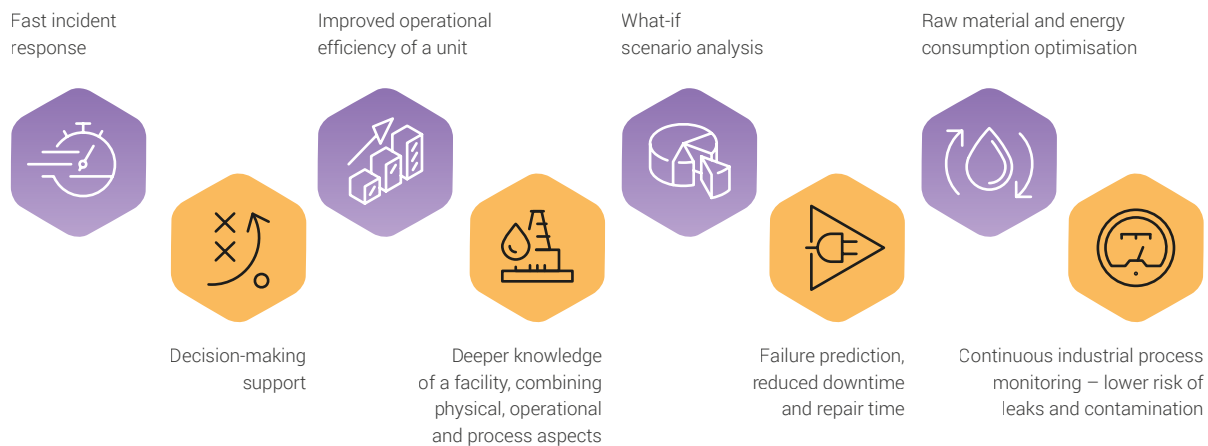 Fast incident
response
Improved operational
efficiency of a unit
What-if
scenario analysis
Raw material and energy
consumption optimisation
Decision-making
support
Deeper knowledge
of a facility, combining
physical, operational
and process aspects
Failure prediction,
reduced downtime
and repair time
Continuous industrial process
monitoring – lower risk of
leaks and contamination